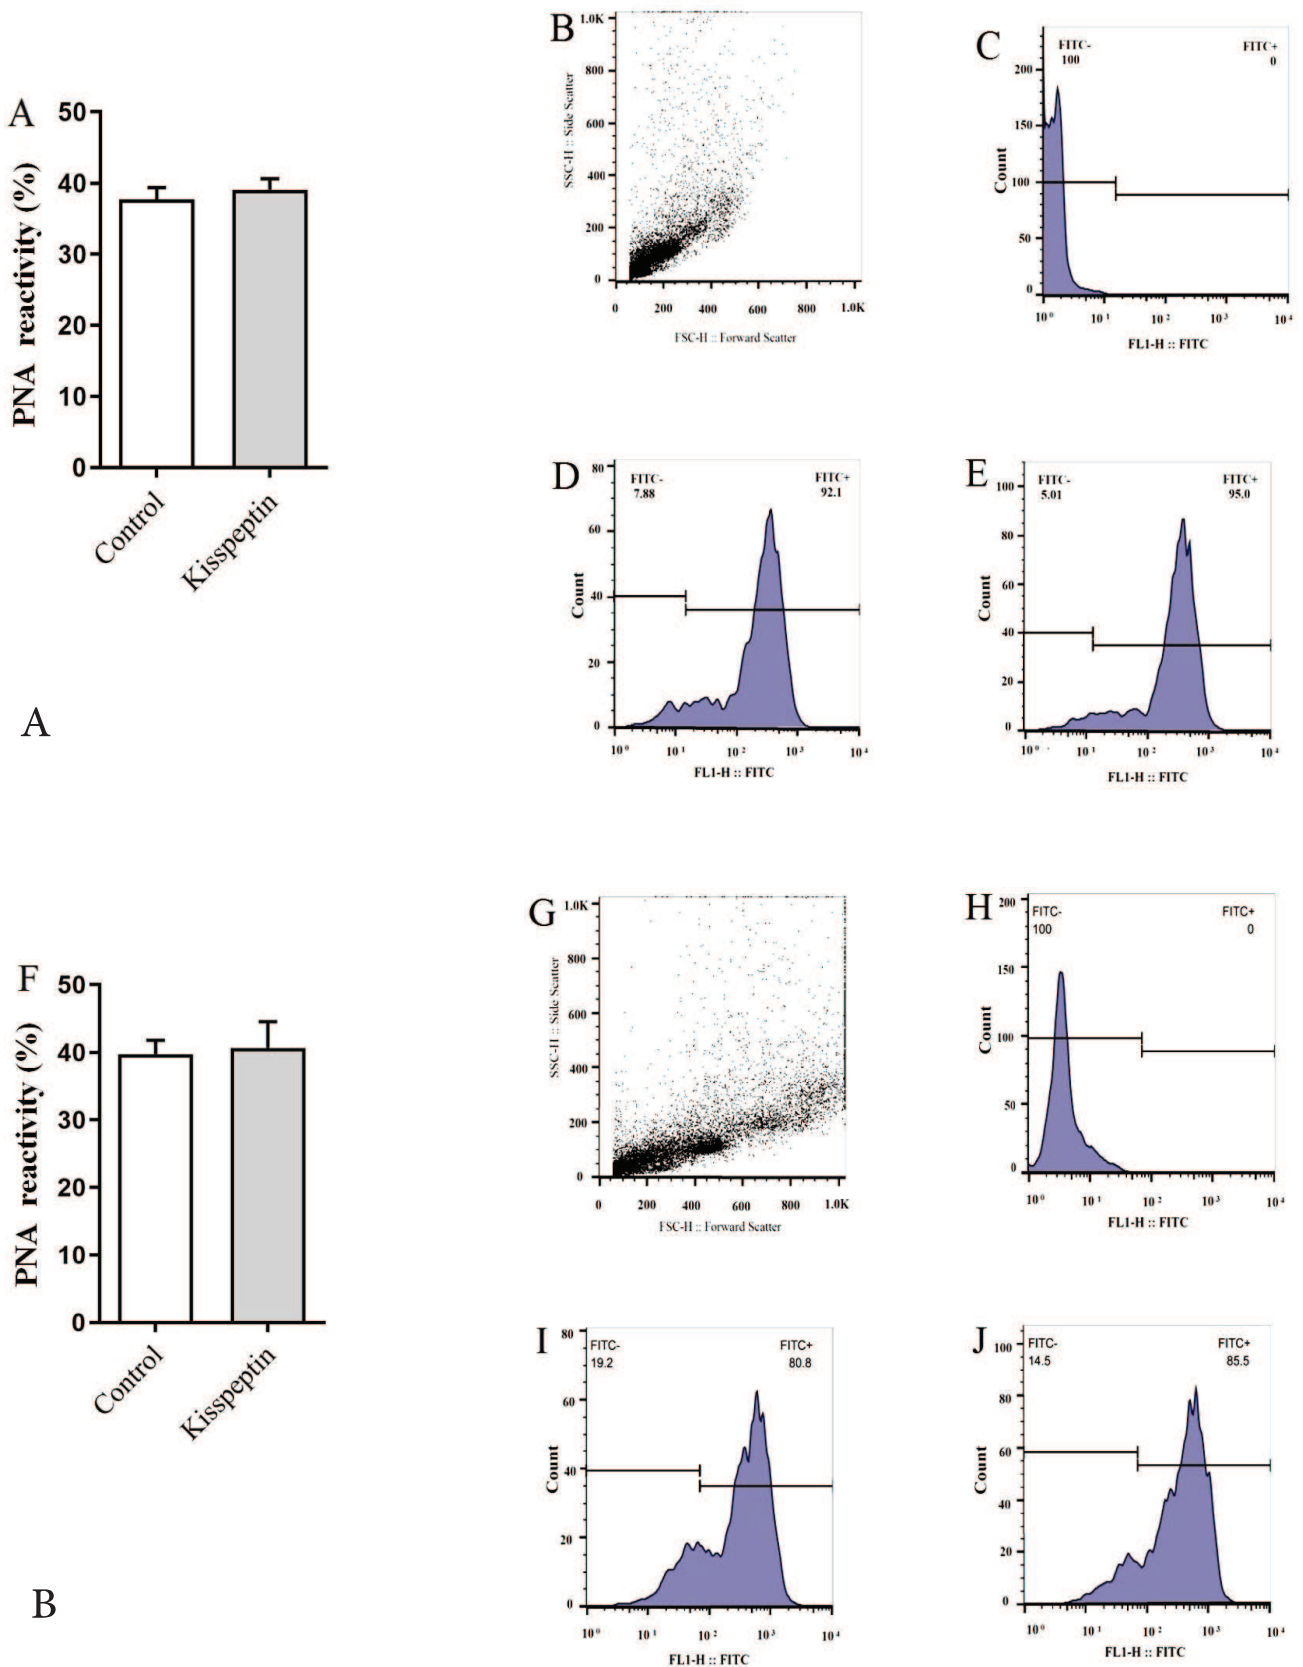 A
50
40
30
20
10
0
PNA reactivity (%)
Control
Kisspeptin
B
1.0K
800
600
400
200
0
SSC-H :: Side Scatter
0 200 400 600 800 1.0K
FSC-H :: Forward Scatter
C
FITC- FITC+
100 0
200
150
100
50
0
Count
10⁰ 10¹ 10² 10³ 10⁴
FL1-H :: FITC
D
FITC- FITC+
7.88 92.1
80
60
40
20
0
Count
10⁰ 10¹ 10² 10³ 10⁴
FL1-H :: FITC
E
FITC- FITC+
5.01 95.0
100
80
60
40
20
0
Count
10⁰ 10¹ 10² 10³ 10⁴
FL1-H :: FITC
A
F
50
40
30
20
10
0
PNA reactivity (%)
Control
Kisspeptin
G
1.0K
800
600
400
200
0
SSC-H :: Side Scatter
0 200 400 600 800 1.0K
FSC-H :: Forward Scatter
H
FITC- FITC+
100 0
200
150
100
50
0
Count
10⁰ 10¹ 10² 10³ 10⁴
FL1-H :: FITC
I
FITC- FITC+
19.2 80.8
80
60
40
20
0
Count
10⁰ 10¹ 10² 10³ 10⁴
FL1-H :: FITC
J
FITC- FITC+
14.5 85.5
100
80
60
40
20
0
Count
10⁰ 10¹ 10² 10³ 10⁴
FL1-H :: FITC
B